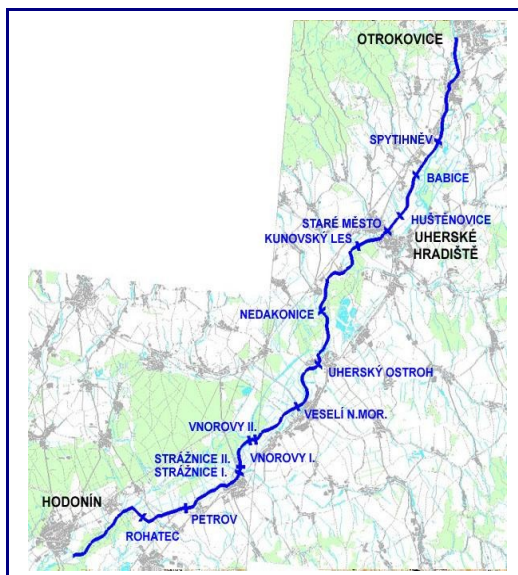 OTROKOVICE
SPYTIHNĚV
BABICE
HUŠTĚNOVICE
STARÉ MĚSTO
KUNOVSKÝ LES
UHERSKÉ
HRADIŠTĚ
NEDAKONICE
UHERSKÝ OSTROH
VESELÍ N.MOR.
VNOROVY II.
VNOROVY I.
STRÁŽNICE II.
STRÁŽNICE I.
HODONÍN
PETROV
ROHATEC